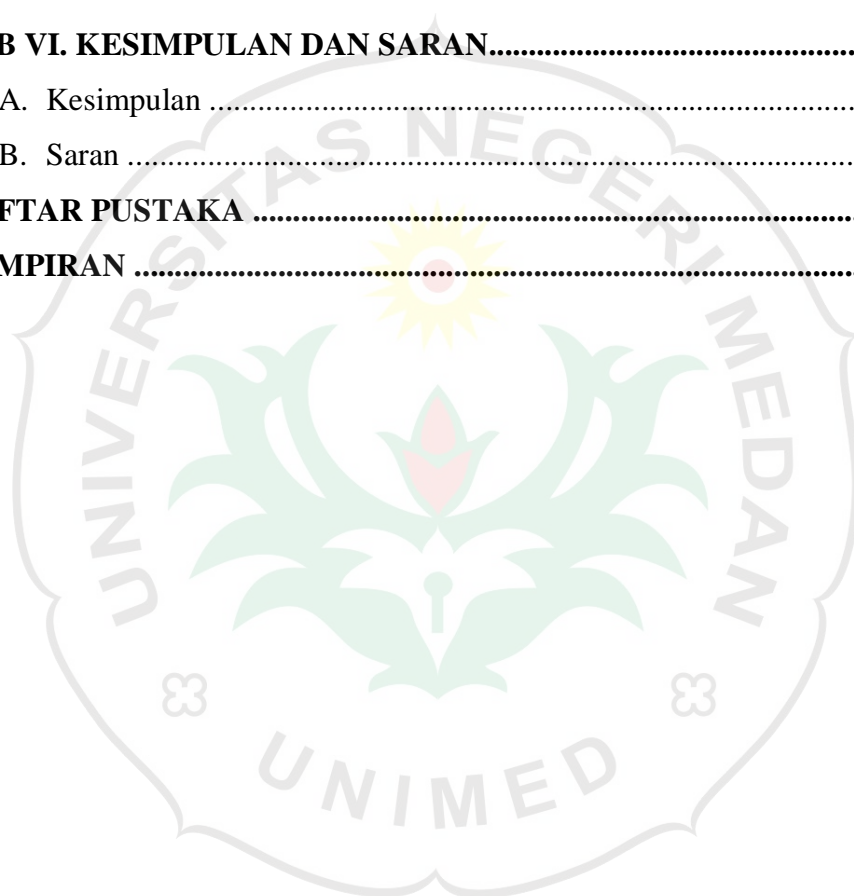 B VI. KESIMPULAN DAN SARAN................................................
A. Kesimpulan ................................................................................
B. Saran ..........................................................................................
FTAR PUSTAKA ..........................................................................
MPIRAN .........................................................................................
UNIVERSITAS NEGERI MEDAN
UNIMED